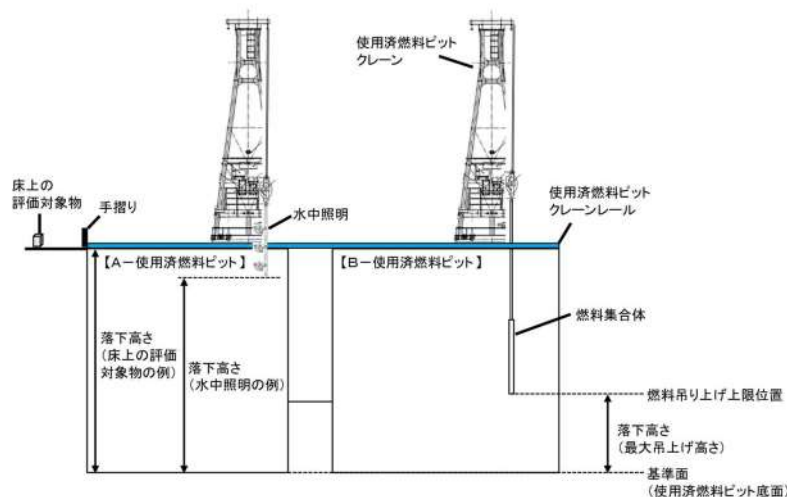 使用済燃料ピット
クレーン
床上の
評価対象物
手摺り
水中照明
使用済燃料ピット
クレーンレール
【A－使用済燃料ピット】
【B－使用済燃料ピット】
燃料集合体
落下高さ
（床上の評価
対象物の例）
落下高さ
（水中照明の例）
燃料吊り上げ上限位置
落下高さ
（最大吊上げ高さ）
基準面
（使用済燃料ピット底面）